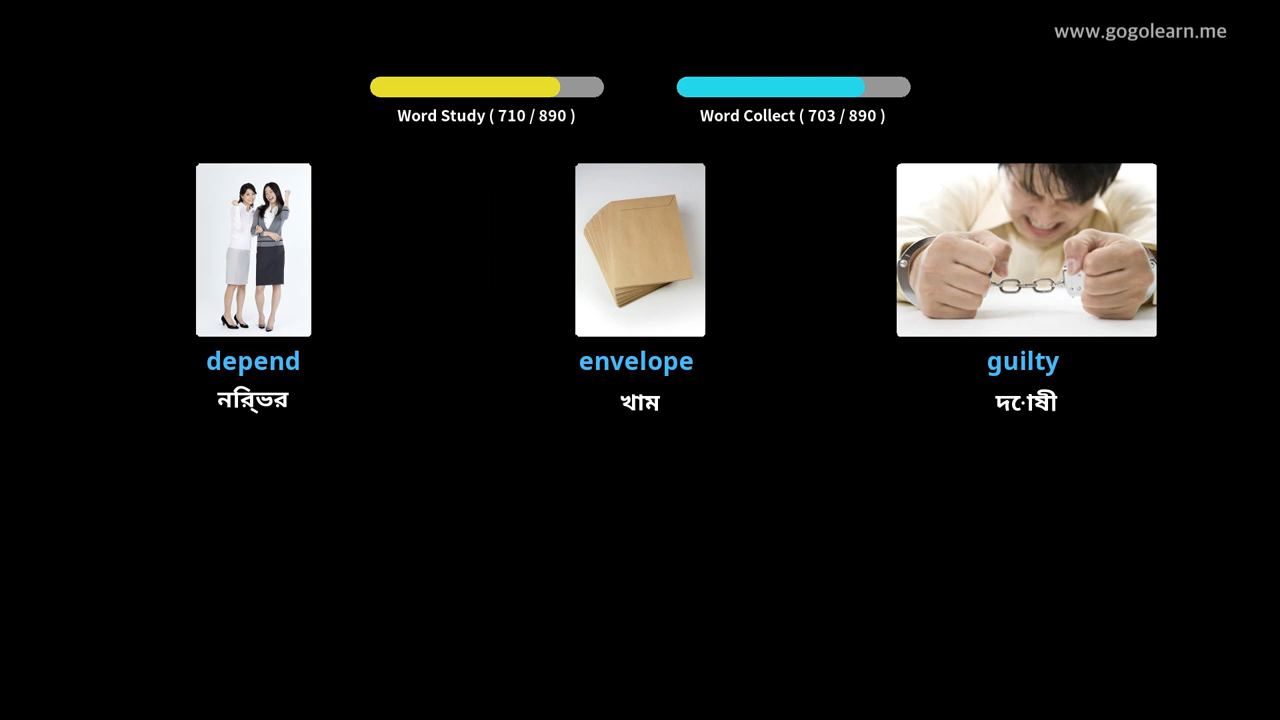 www.gogolearn.me
Word Study ( 710 / 890 )
Word Collect ( 703 / 890 )
depend
envelope
guilty
নির্ভর
খাম
দোষী